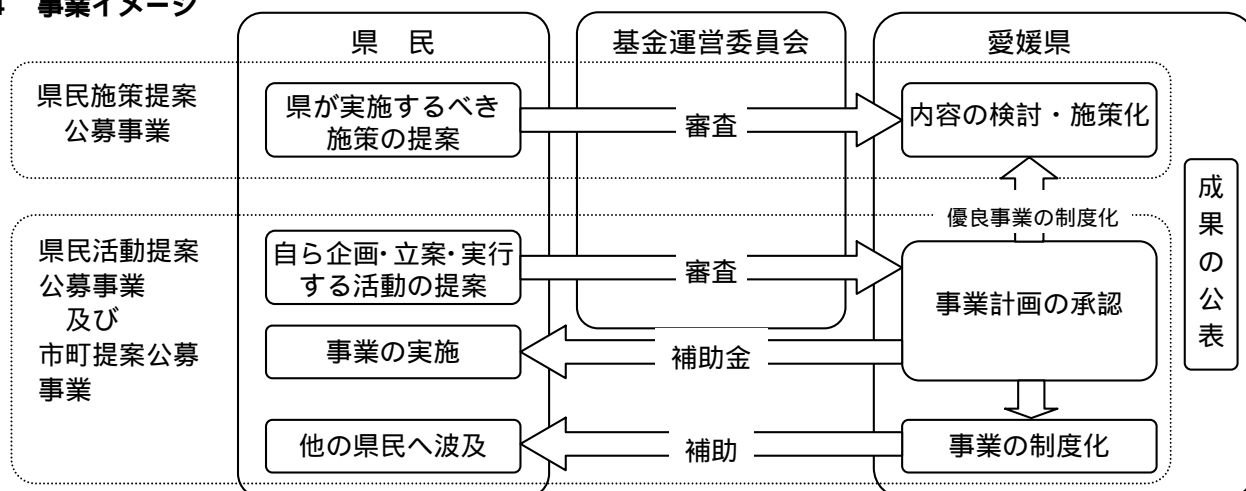 4 事業イメージ
県 民
基金運営委員会
愛媛県
県民施策提案
公募事業
県が実施するべき
施策の提案
審査
内容の検討・施策化
優良事業の制度化
県民活動提案
公募事業
及び
市町提案公募
事業
自ら企画・立案・実行
する活動の提案
審査
事業計画の承認
事業の実施
補助金
他の県民へ波及
補助
事業の制度化
成果の公表